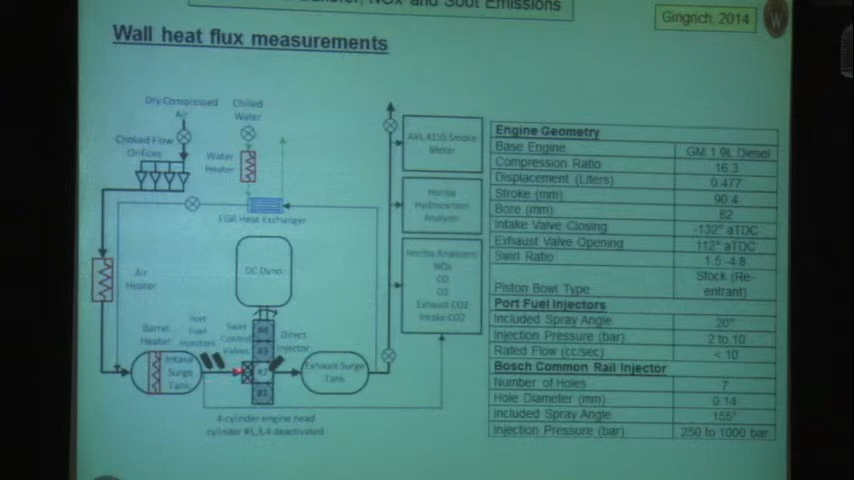 Transfer, NOx and Soot Emissions
Gingrich, 2014
W
Wall heat flux measurements
Dry Compressed
Air
Chilled
Water
Choked Flow
Orifices
Water
Heater
EGR Heat Exchanger
Air
Heater
DC Dyno
Barrel
Heater
Port
Fuel
Injectors
Swirl
Control
Valves
Direct
Injector
Intake
Surge
Tank
#4
#3
#2
#1
Exhaust Surge
Tank
4-cylinder engine head
cylinder #1,3,4 deactivated
AVL 415S Smoke
Meter
Horiba
Hydrocarbon
Analyzer
Horiba Analyzers
NOx
CO
O2
Exhaust CO2
Intake CO2
Engine Geometry
Base Engine GM 1.9L Diesel
Compression Ratio 16.3
Displacement (Liters) 0.477
Stroke (mm) 90.4
Bore (mm) 82
Intake Valve Closing -132° aTDC
Exhaust Valve Opening 112° aTDC
Swirl Ratio 1.5 -4.8
Piston Bowl Type Stock (Re-
entrant)
Port Fuel Injectors
Included Spray Angle 20°
Injection Pressure (bar) 2 to 10
Rated Flow (cc/sec) < 10
Bosch Common Rail Injector
Number of Holes 7
Hole Diameter (mm) 0.14
Included Spray Angle 155°
Injection Pressure (bar) 250 to 1000 bar